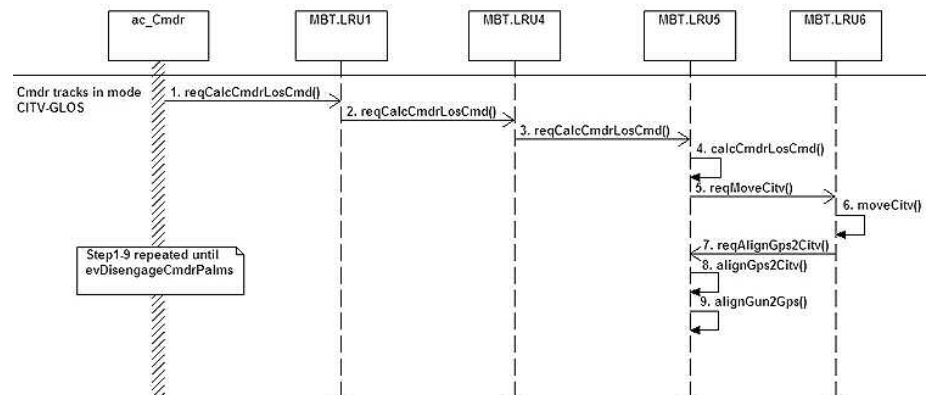 ac_Cmdr
MBT.LRU1
MBT.LRU4
MBT.LRU5
MBT.LRU6
Cmdr tracks in mode
CITV-GLOS
1. reqCalcCmdrLosCmd()
2. reqCalcCmdrLosCmd()
3. reqCalcCmdrLosCmd()
4. calcCmdrLosCmd()
5. reqMoveCitv()
6. moveCitv()
7. reqAlignGps2Citv()
8. alignGps2Citv()
9. alignGun2Gps()
Step1-9 repeated until
evDisengageCmdrPalms